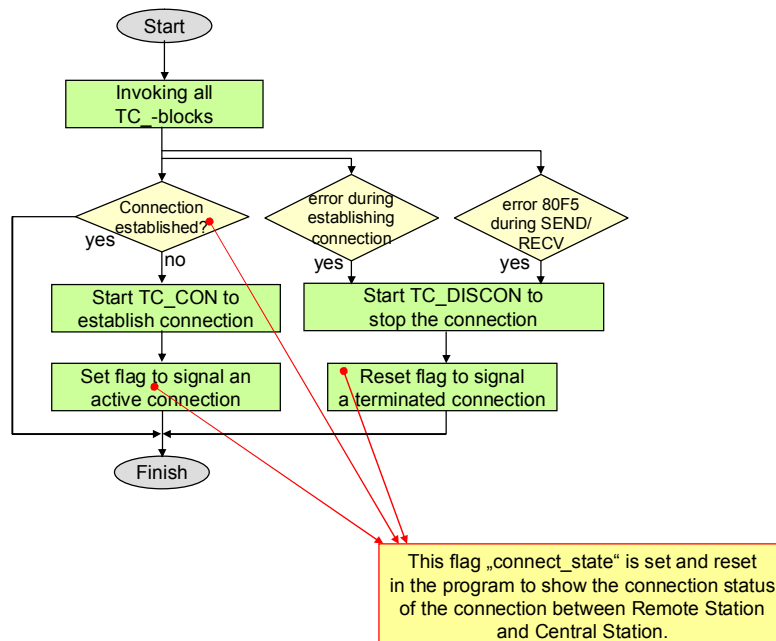 Start
Invoking all
TC_-blocks
Connection
established?
error during
establishing
connection
error 80F5
during SEND/
RECV
yes
no
yes
yes
Start TC_CON to
establish connection
Start TC_DISCON to
stop the connection
Set flag to signal an
active connection
Reset flag to signal
a terminated connection
Finish
This flag „connect_state“ is set and reset
in the program to show the connection status
of the connection between Remote Station
and Central Station.